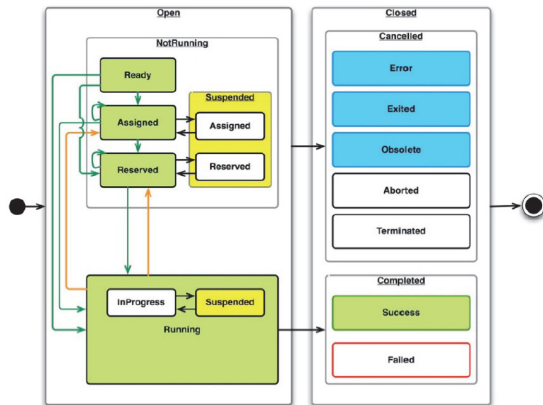 Open
Closed
NotRunning
Cancelled
Ready
Error
Suspended
Exited
Assigned
Assigned
Obsolete
Reserved
Reserved
Aborted
Terminated
Completed
InProgress
Suspended
Success
Running
Failed